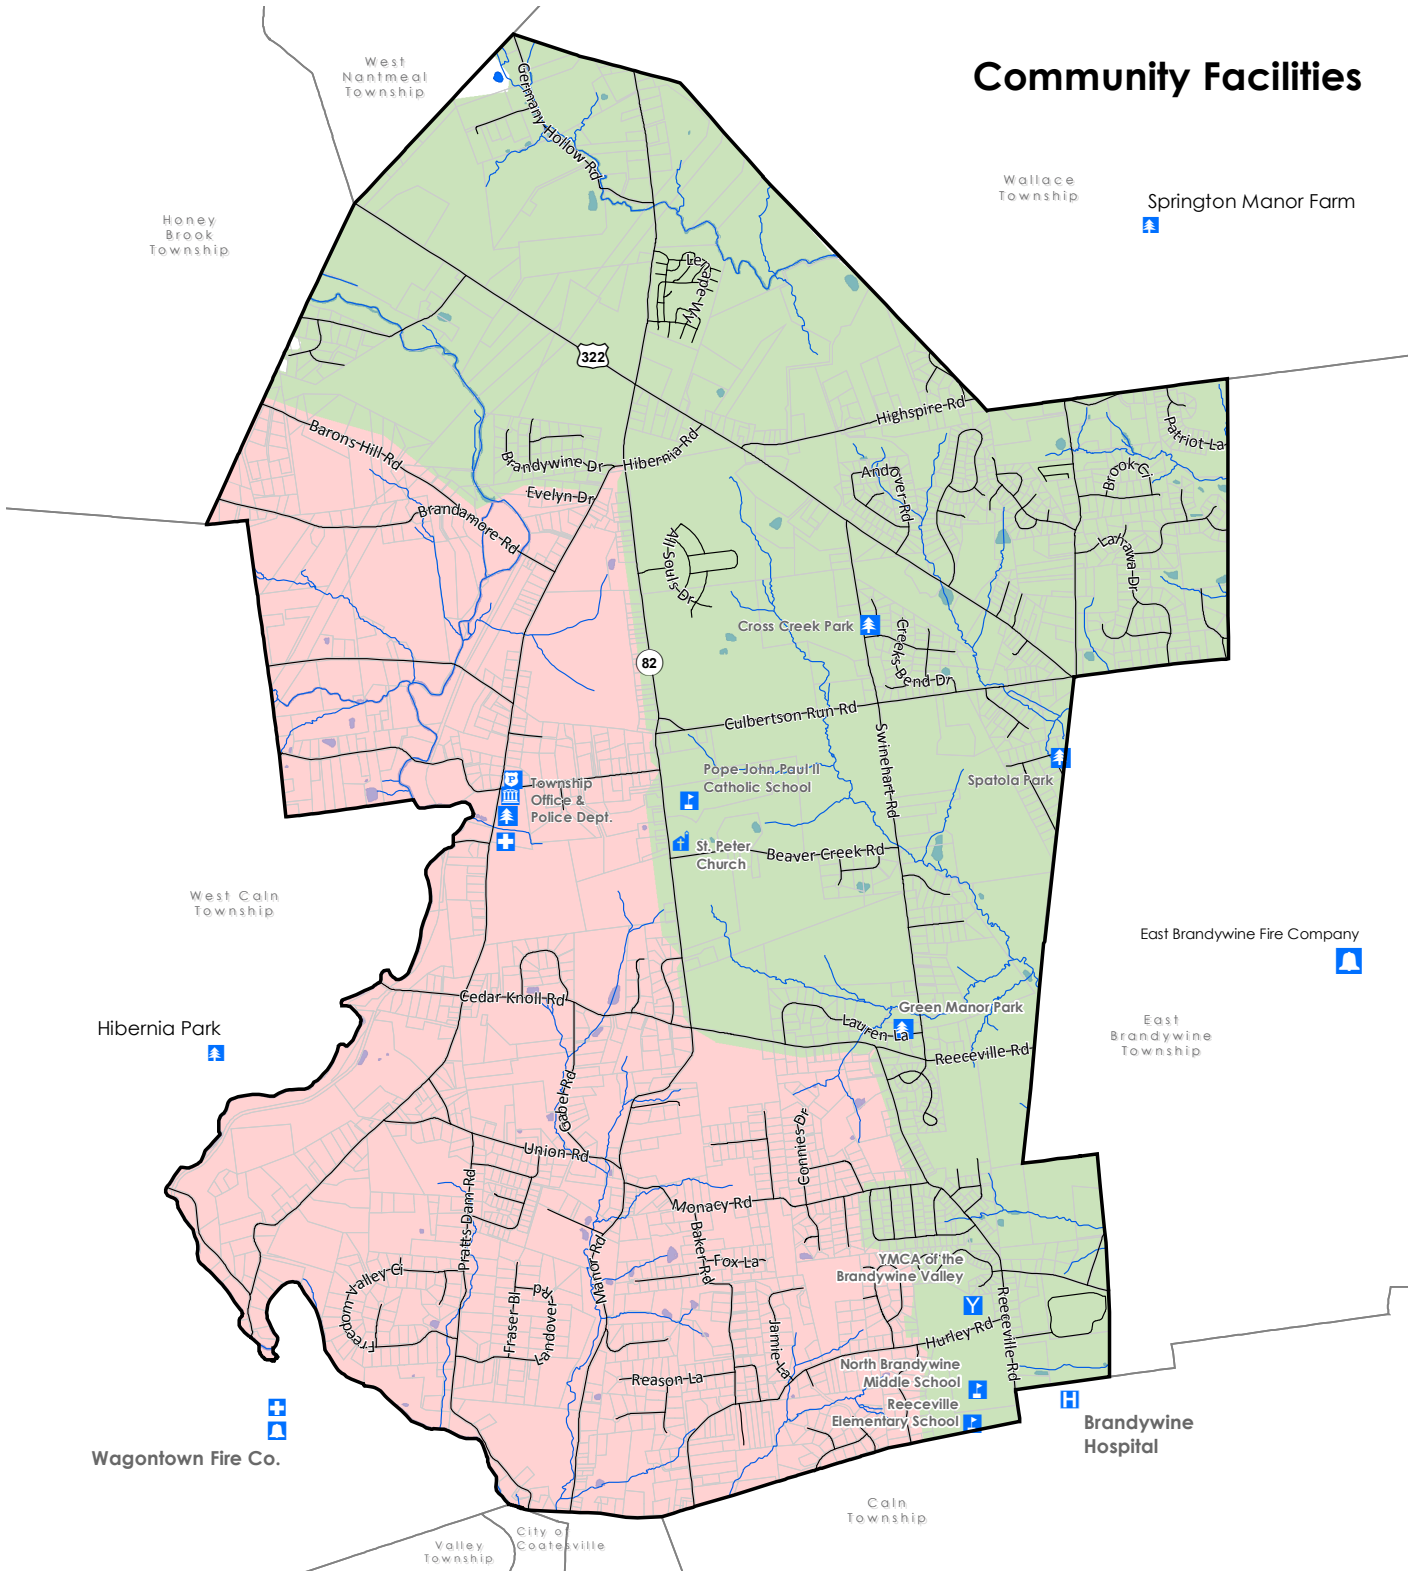 Community Facilities
West
Nantmeal
Township
Germany Hollow Rd
Wallace
Township
Springton Manor Farm
Honey
Brook
Township
Lenape Wy
322
Highspire Rd
Patriot La
Barons Hill Rd
Brandywine Dr
Hibernia Rd
Andover Rd
Brook Ci
Evelyn Dr
Brandamore Rd
All Souls Dr
Lahawa Dr
Cross Creek Park
Creeks Bend Dr
82
Culbertson Run Rd
Swinehart Rd
Pope John Paul II
Catholic School
Spatola Park
P
Township
Office &
Police Dept.
St. Peter
Church
Beaver Creek Rd
West Caln
Township
East Brandywine Fire Company
Cedar Knoll Rd
Green Manor Park
Lauren La
Hibernia Park
East
Brandywine
Township
Reeceville Rd
Gabel Rd
Connies Dr
Union Rd
Pratts Dam Rd
Monacy Rd
Baker Rd
Manor Rd
Fox La
YMCA of the
Brandywine Valley
Freedom Valley Ci
Y
Fraser Bl
Landover Rd
Jamie La
Hurley Rd
Reeceville Rd
North Brandywine
Middle School
Reason La
Reeceville
Elementary School
H
Brandywine
Hospital
Wagontown Fire Co.
Caln
Township
City of
Coatesville
Valley
Township